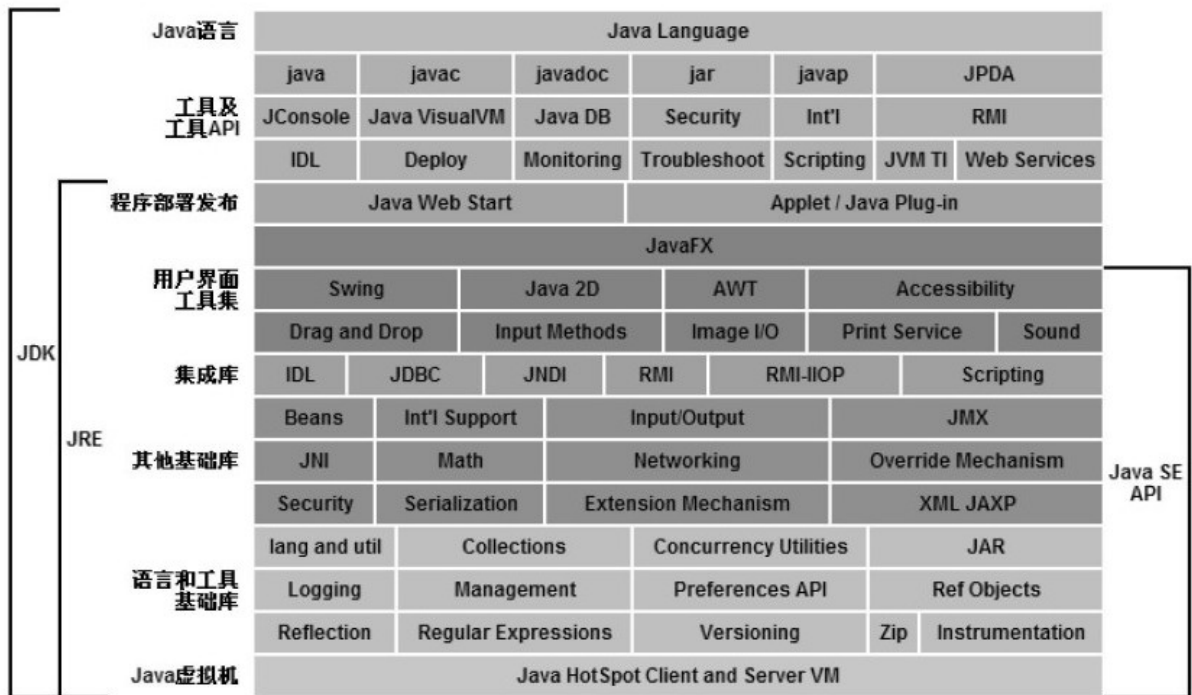 Java语言 Java Language
java javac javadoc jar javap JPDA
工具及
工具API
JConsole Java VisualVM Java DB Security Int'l RMI
IDL Deploy Monitoring Troubleshoot Scripting JVM TI Web Services
程序部署发布 Java Web Start Applet / Java Plug-in
JavaFX
用户界面
工具集
Swing Java 2D AWT Accessibility
Drag and Drop Input Methods Image I/O Print Service Sound
JDK
集成库 IDL JDBC JNDI RMI RMI-IIOP Scripting
Beans Int'l Support Input/Output JMX
JRE
其他基础库 JNI Math Networking Override Mechanism
Java SE
API
Security Serialization Extension Mechanism XML JAXP
lang and util Collections Concurrency Utilities JAR
语言和工具
基础库
Logging Management Preferences API Ref Objects
Reflection Regular Expressions Versioning Zip Instrumentation
Java虚拟机 Java HotSpot Client and Server VM